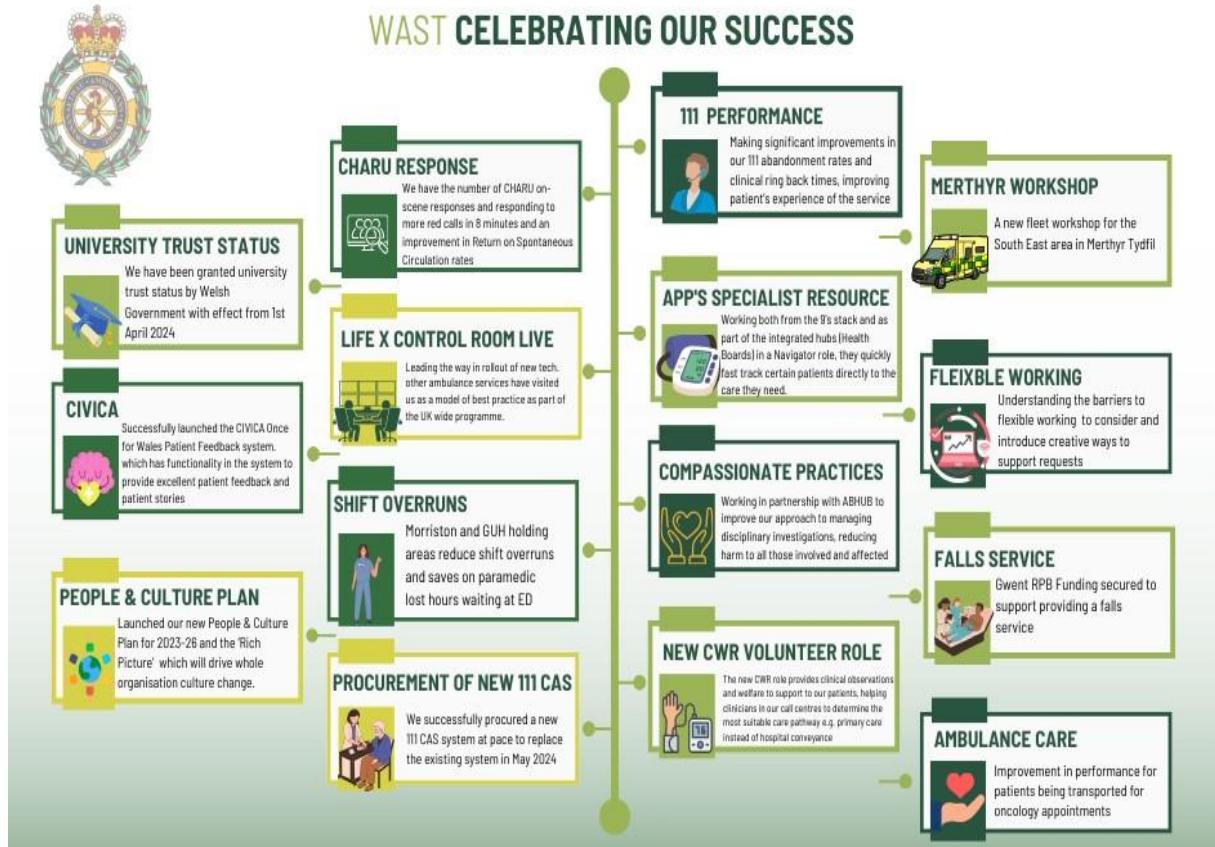 WAST CELEBRATING OUR SUCCESS
UNIVERSITY TRUST STATUS
We have been granted university
trust status by Welsh
Government with effect from 1st
April 2024
CIVICA
Successfully launched the CIVICA Once
for Wales Patient Feedback system.
which has functionality in the system to
provide excellent patient feedback and
patient stories
PEOPLE & CULTURE PLAN
Launched our new People & Culture
Plan for 2023-26 and the 'Rich
Picture' which will drive whole
organisation culture change.
CHARU RESPONSE
We have the number of CHARU on-
scene responses and responding to
more red calls in 8 minutes and an
improvement in Return on Spontaneous
Circulation rates
LIFE X CONTROL ROOM LIVE
Leading the way in rollout of new tech.
other ambulance services have visited
us as a model of best practice as part of
the UK wide programme.
SHIFT OVERRUNS
Morriston and GUH holding
areas reduce shift overruns
and saves on paramedic
lost hours waiting at ED
PROCUREMENT OF NEW 111 CAS
We successfully procured a new
111 CAS system at pace to replace
the existing system in May 2024
111 PERFORMANCE
Making significant improvements in
our 111 abandonment rates and
clinical ring back times, improving
patient's experience of the service
APP'S SPECIALIST RESOURCE
Working both from the 9's stack and as
part of the integrated hubs (Health
Boards) in a Navigator role, they quickly
fast track certain patients directly to the
care they need.
COMPASSIONATE PRACTICES
Working in partnership with ABHUB to
improve our approach to managing
disciplinary investigations, reducing
harm to all those involved and affected
NEW CWR VOLUNTEER ROLE
The new CWR role provides clinical observations
and welfare to support to our patients, helping
clinicians in our call centres to determine the
most suitable care pathway e.g. primary care
instead of hospital conveyance
MERTHYR WORKSHOP
A new fleet workshop for the
South East area in Merthyr Tydfil
FLEIXBLE WORKING
Understanding the barriers to
flexible working to consider and
introduce creative ways to
support requests
FALLS SERVICE
Gwent RPB Funding secured to
support providing a falls
service
AMBULANCE CARE
Improvement in performance for
patients being transported for
oncology appointments